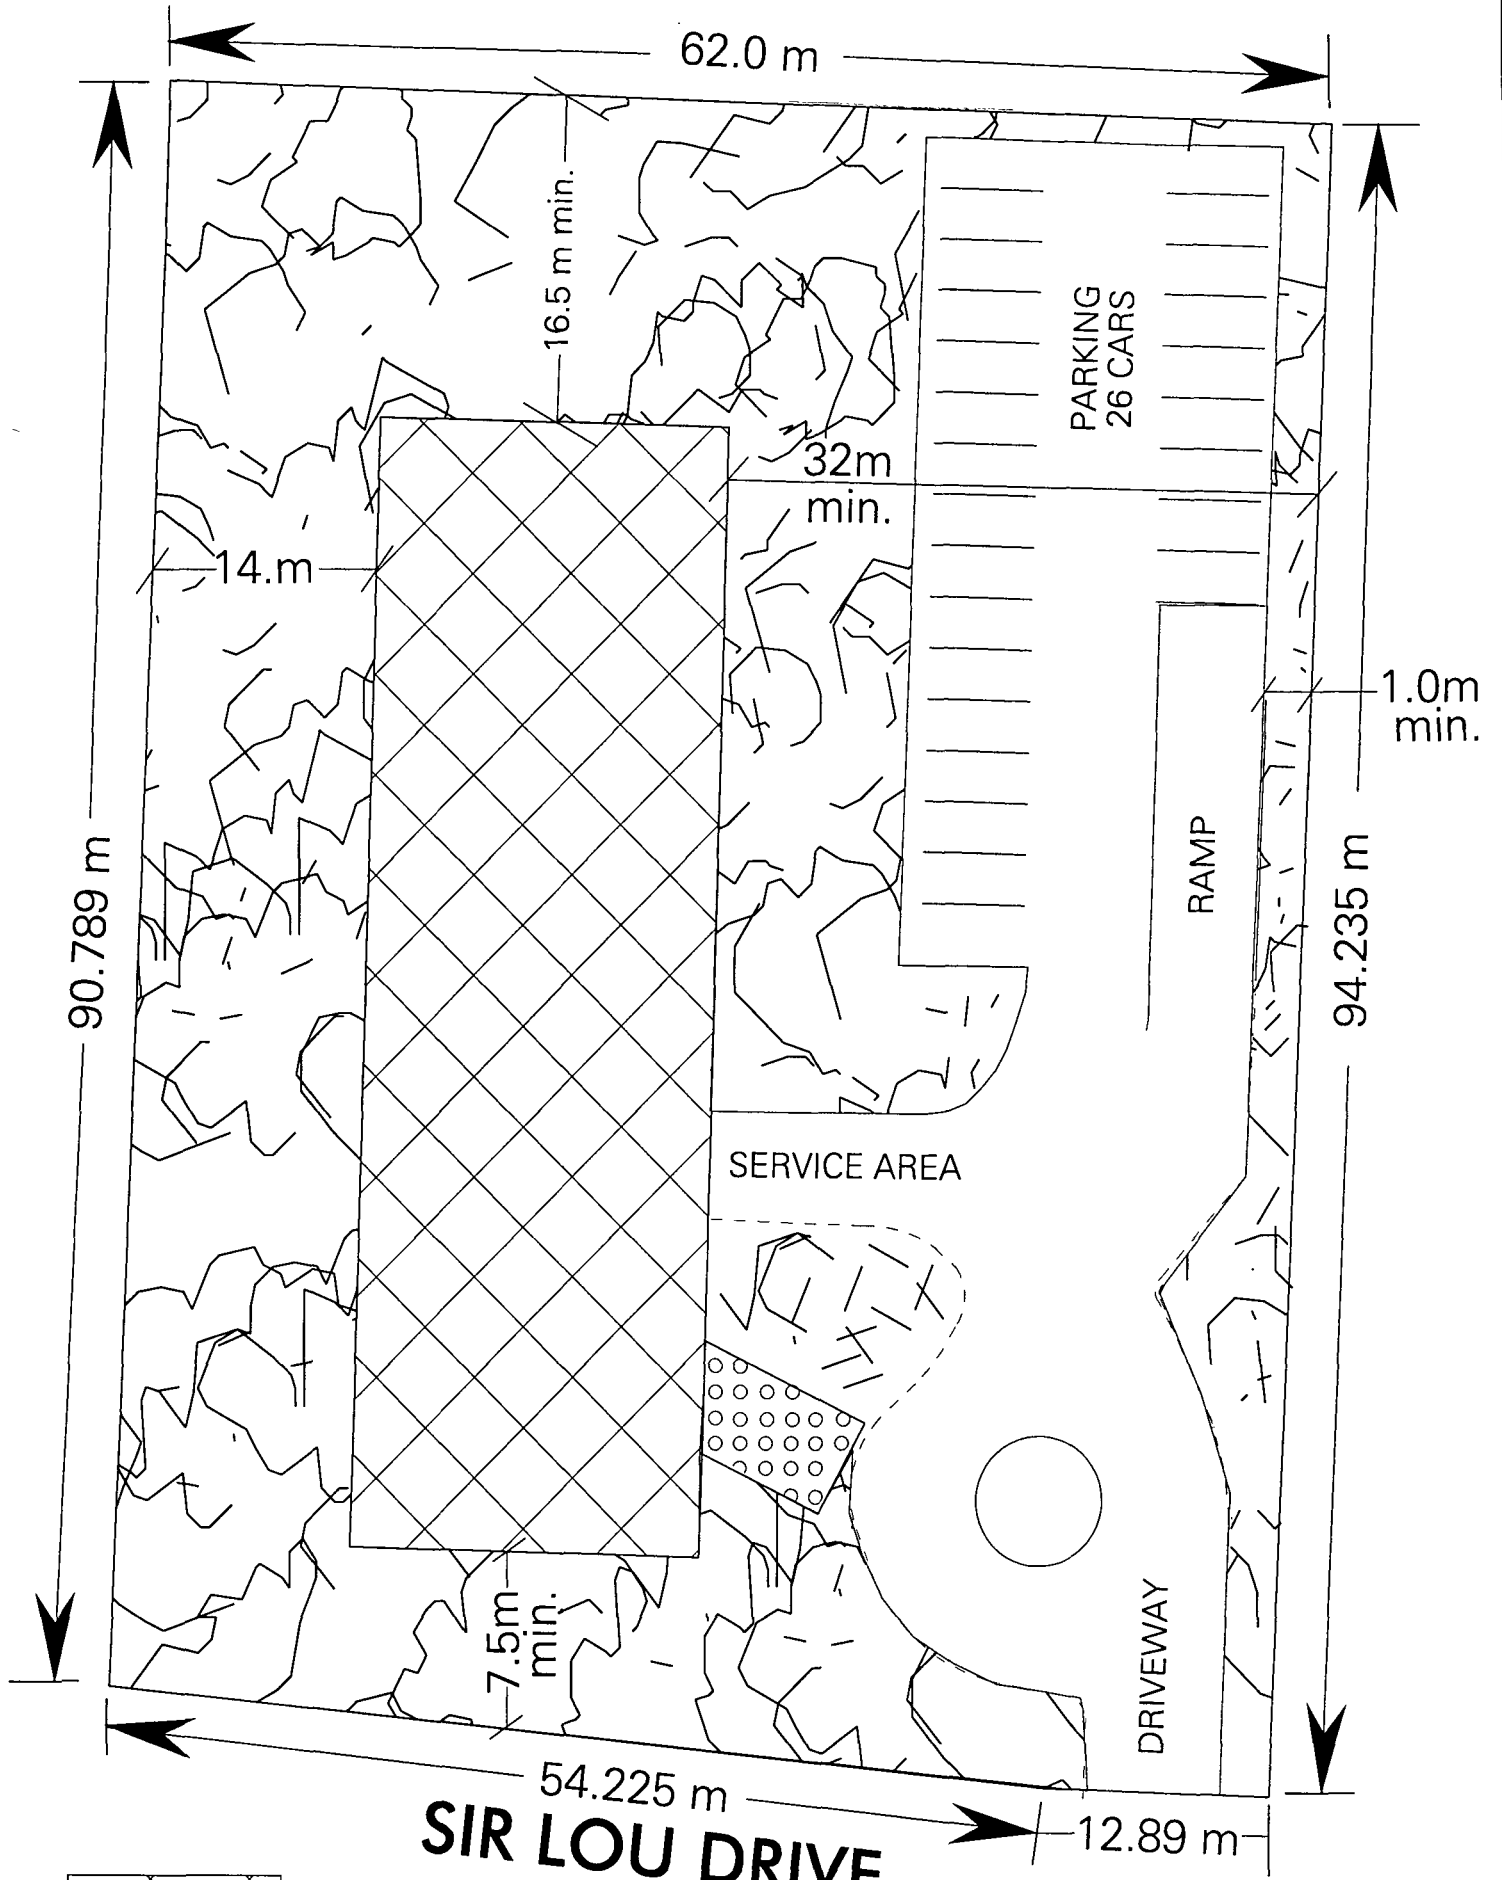 62.0 m
16.5 m min.
PARKING
26 CARS
32m
min.
14.m
1.0m
min.
RAMP
90.789 m
94.235 m
SERVICE AREA
7.5m
min.
DRIVEWAY
54.225 m
12.89 m
SIR LOU DRIVE